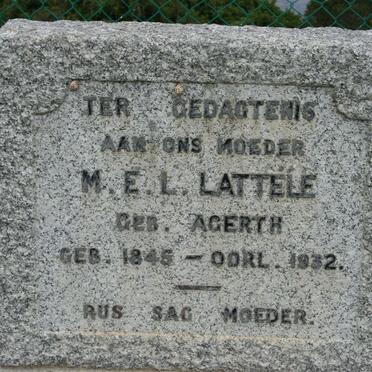 TER GEDAGTENIS
AAN ONS MOEDER
M. E. L. LATTELE
GEB. AGERTH
GEB. 1845 – OORL. 1932.
RUS SAG MOEDER.